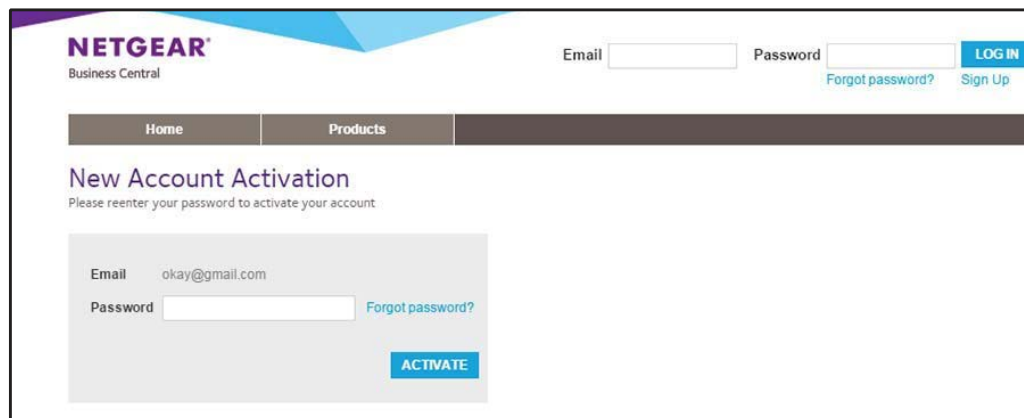 NETGEAR®
Business Central
Email Password LOG IN
Forgot password? Sign Up
Home Products
New Account Activation
Please reenter your password to activate your account
Email okay@gmail.com
Password Forgot password?
ACTIVATE